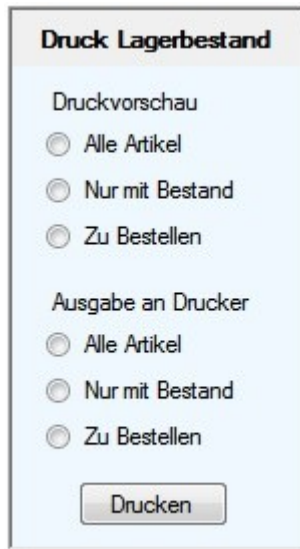 Druck Lagerbestand
Druckvorschau
Alle Artikel
Nur mit Bestand
Zu Bestellen
Ausgabe an Drucker
Alle Artikel
Nur mit Bestand
Zu Bestellen
Drucken